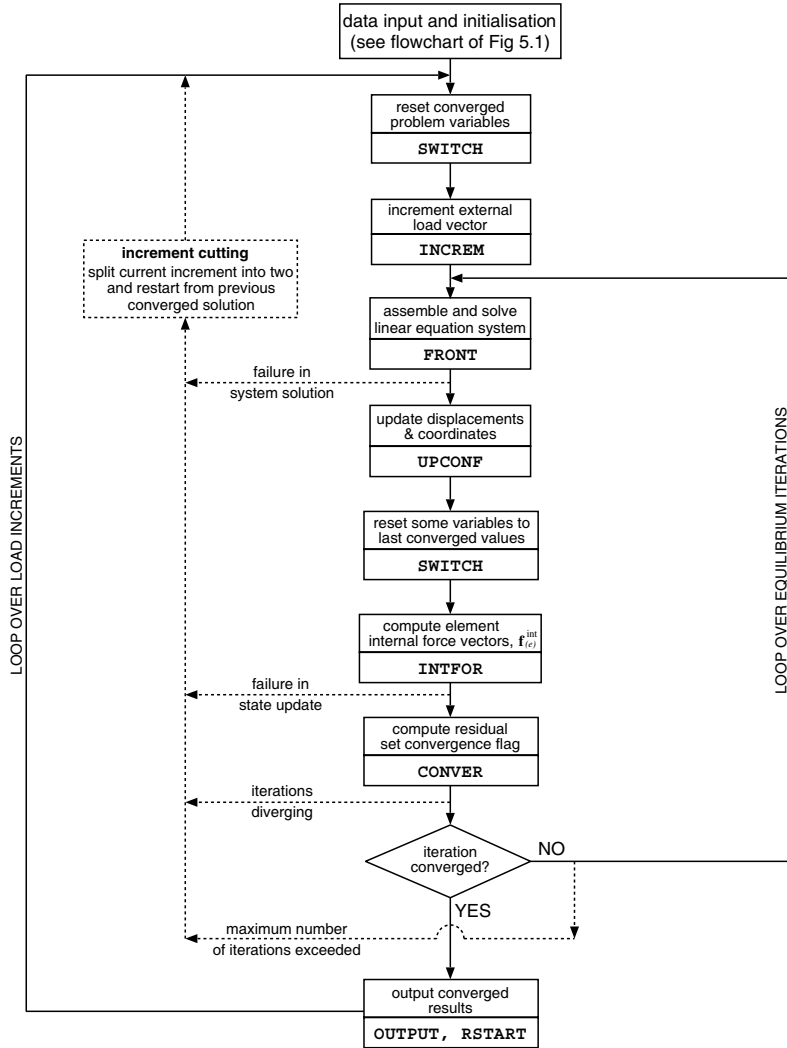 data input and initialisation
(see flowchart of Fig 5.1)
reset converged
problem variables
SWITCH
increment external
load vector
INCREM
increment cutting
split current increment into two
and restart from previous
converged solution
assemble and solve
linear equation system
FRONT
failure in
system solution
update displacements
& coordinates
UPCONF
reset some variables to
last converged values
SWITCH
compute element
internal force vectors, f(e)int
INTFOR
failure in
state update
compute residual
set convergence flag
CONVER
iterations
diverging
iteration
converged?
NO
YES
maximum number
of iterations exceeded
output converged
results
OUTPUT, RSTART
LOOP OVER LOAD INCREMENTS
LOOP OVER EQUILIBRIUM ITERATIONS